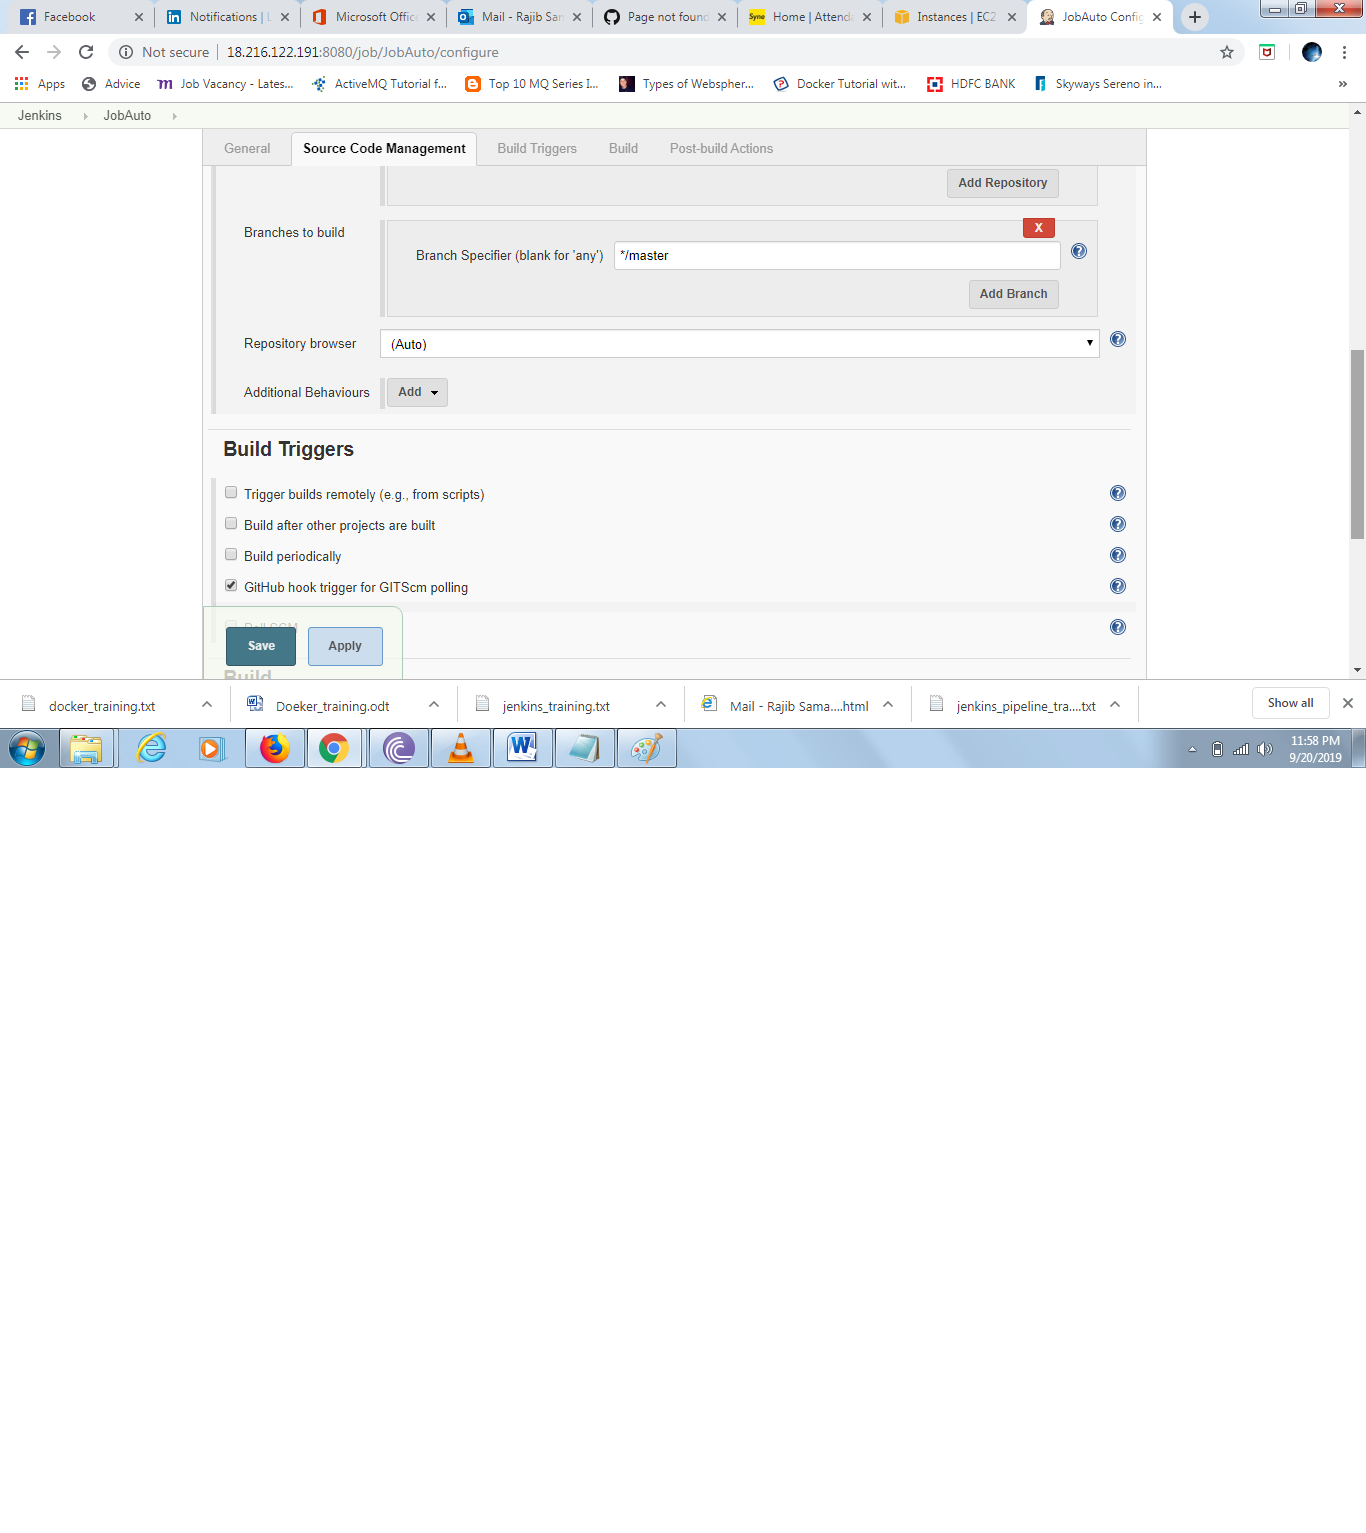 Facebook
Notifications | L
Microsoft Offic
Mail - Rajib Sam
Page not found
Syne Home | Attend
Instances | EC2
JobAuto Config
Not secure | 18.216.122.191:8080/job/JobAuto/configure
Apps
Advice
Job Vacancy - Lates...
ActiveMQ Tutorial f...
Top 10 MQ Series I...
Types of Webspher...
Docker Tutorial wit...
HDFC BANK
Skyways Sereno in...
»
Jenkins
JobAuto
General
Source Code Management
Build Triggers
Build
Post-build Actions
Add Repository
Branches to build
X
Branch Specifier (blank for 'any')
*/master
Add Branch
Repository browser
(Auto)
Additional Behaviours
Add
Build Triggers
Trigger builds remotely (e.g., from scripts)
Build after other projects are built
Build periodically
GitHub hook trigger for GITScm polling
Poll SCM
Save
Apply
Build
docker_training.txt
Doeker_training.odt
jenkins_training.txt
Mail - Rajib Sama....html
jenkins_pipeline_tra....txt
Show all
11:58 PM
9/20/2019